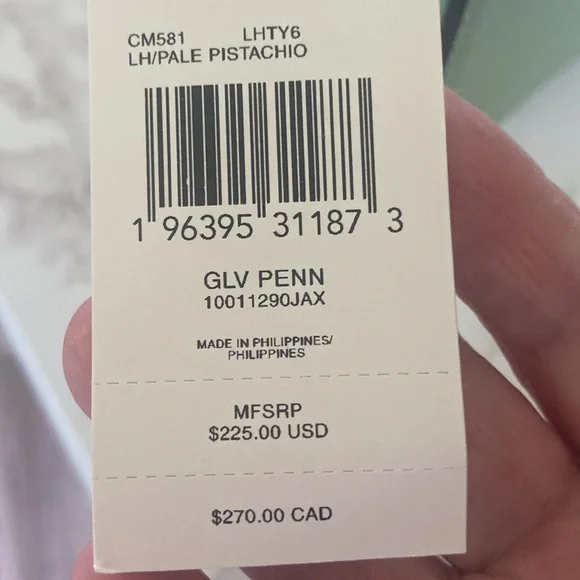 CM581 LHTY6
LH/PALE PISTACHIO
1 96395 31187 3
GLV PENN
10011290JAX
MADE IN PHILIPPINES/
PHILIPPINES
MFSRP
$225.00 USD
$270.00 CAD